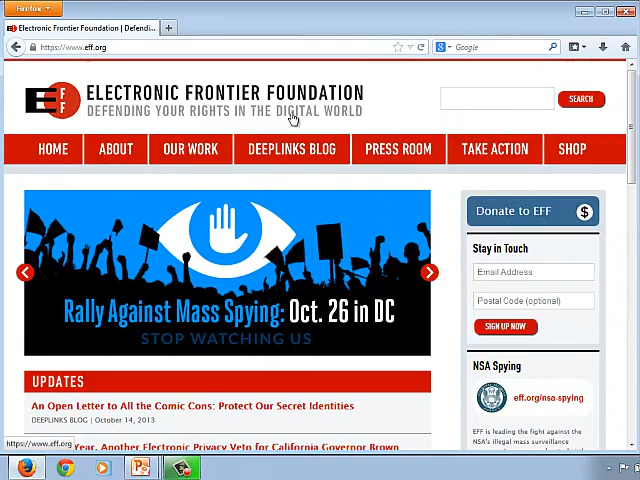 Firefox
Electronic Frontier Foundation | Defendi...
https://www.eff.org
Google
EFF
ELECTRONIC FRONTIER FOUNDATION
DEFENDING YOUR RIGHTS IN THE DIGITAL WORLD
SEARCH
HOME ABOUT OUR WORK DEEPLINKS BLOG PRESS ROOM TAKE ACTION SHOP
Rally Against Mass Spying: Oct. 26 in DC
STOP WATCHING US
Donate to EFF $
Stay in Touch
Email Address
Postal Code (optional)
SIGN UP NOW
NSA Spying
eff.org/nsa-spying
EFF is leading the fight against the
NSA's illegal mass surveillance
UPDATES
An Open Letter to All the Comic Cons: Protect Our Secret Identities
DEEPLINKS BLOG | October 14, 2013
Year, Another Electronic Privacy Veto for California Governor Brown
https://www.eff.org